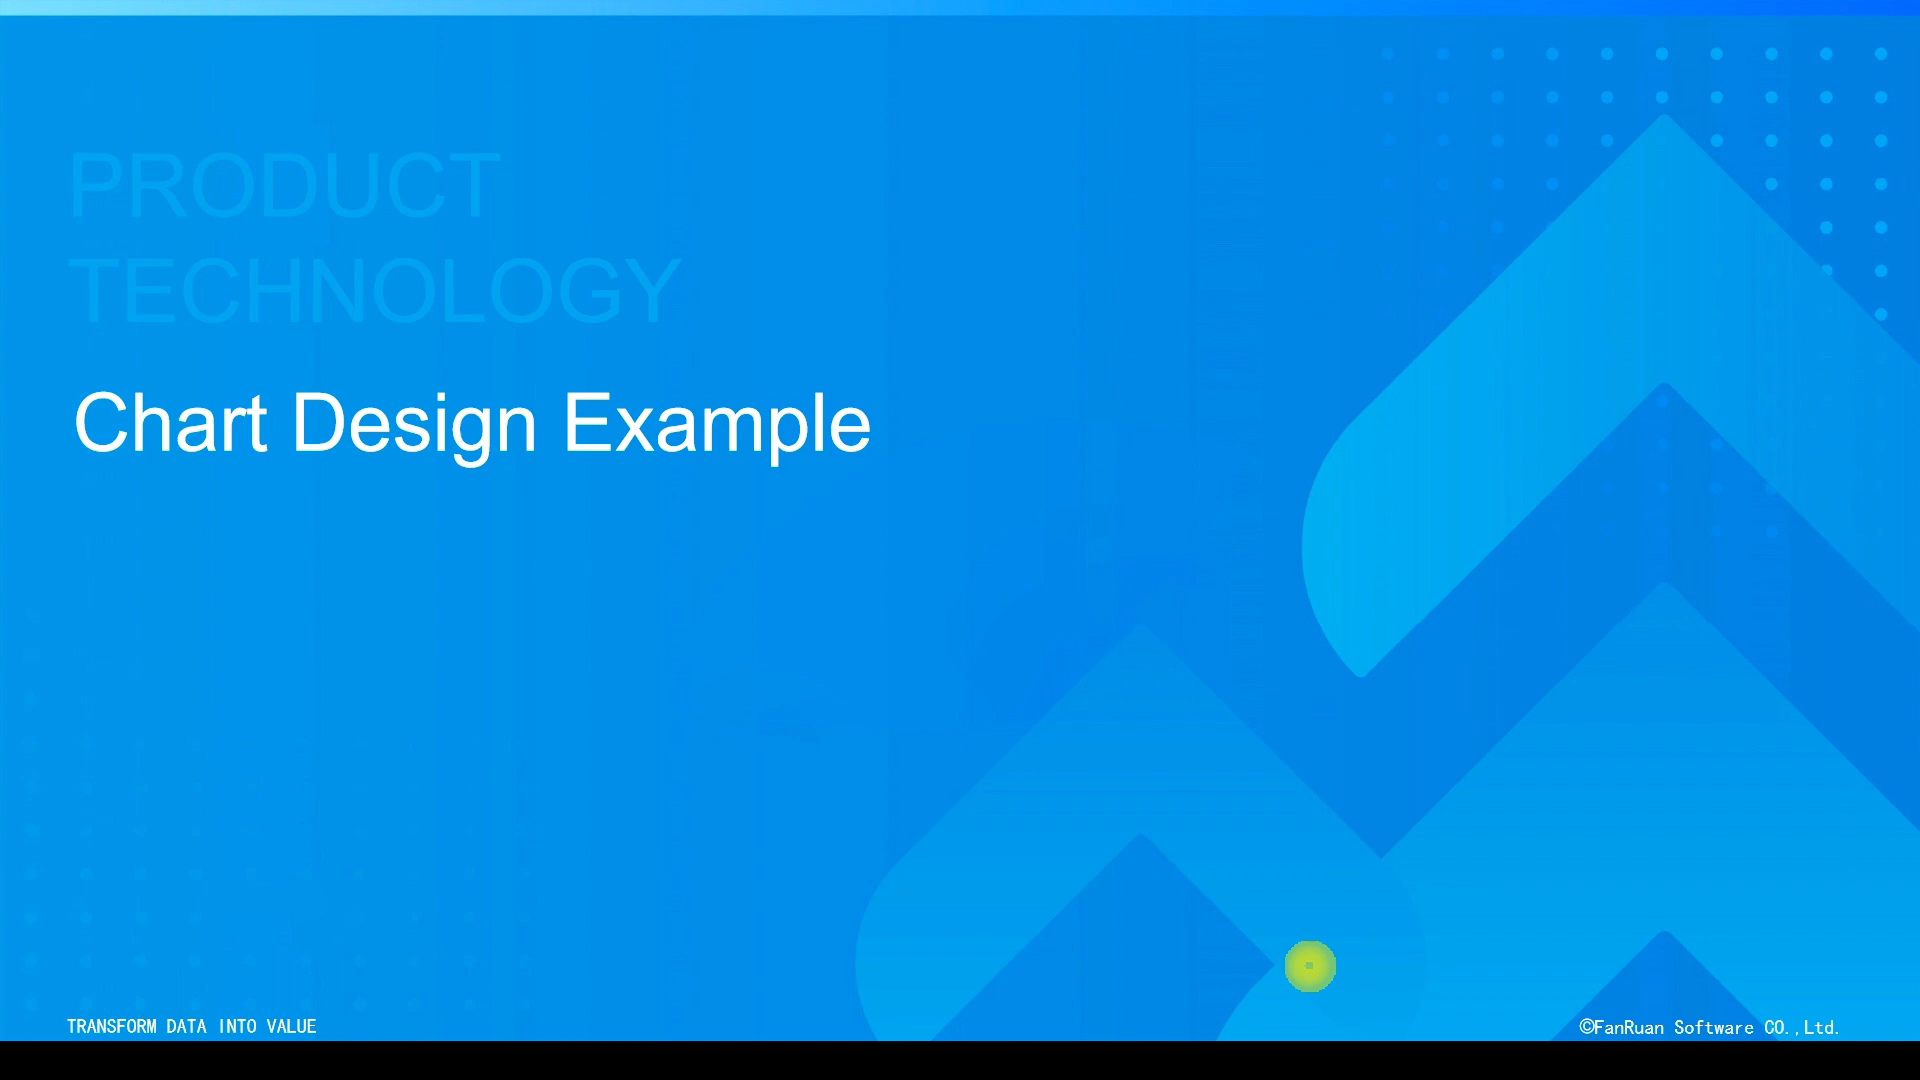 PRODUCT
TECHNOLOGY
Chart Design Example
TRANSFORM DATA INTO VALUE
©FanRuan Software CO.,Ltd.